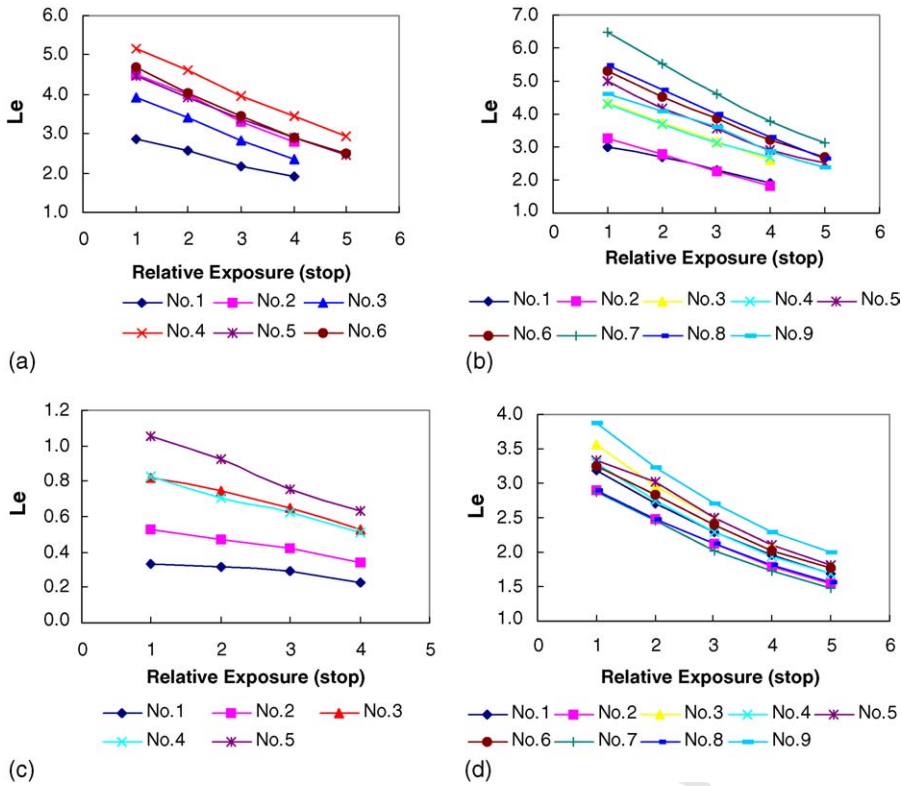 (a)
6.0
5.0
4.0
3.0
2.0
1.0
Le
0 1 2 3 4 5 6
Relative Exposure (stop)
No.1 No.2 No.3
No.4 No.5 No.6
(b)
7.0
6.0
5.0
4.0
3.0
2.0
1.0
Le
0 1 2 3 4 5 6
Relative Exposure (stop)
No.1 No.2 No.3 No.4 No.5
No.6 No.7 No.8 No.9
(c)
1.2
1.0
0.8
0.6
0.4
0.2
0.0
Le
0 1 2 3 4 5
Relative Exposure (stop)
No.1 No.2 No.3
No.4 No.5
(d)
4.0
3.5
3.0
2.5
2.0
1.5
1.0
Le
0 1 2 3 4 5 6
Relative Exposure (stop)
No.1 No.2 No.3 No.4 No.5
No.6 No.7 No.8 No.9